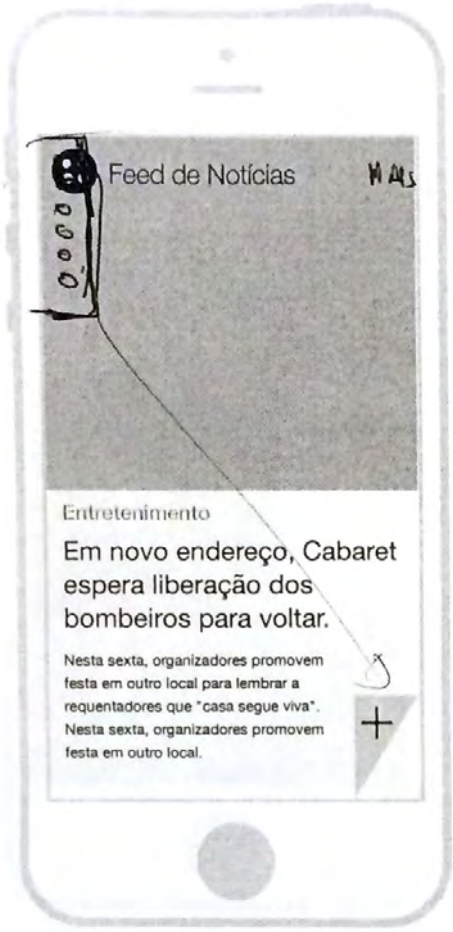 Feed de Notícias
MAIS
Entretenimento
Em novo endereço, Cabaret
espera liberação dos
bombeiros para voltar.
Nesta sexta, organizadores promovem
festa em outro local para lembrar a
requentadores que "casa segue viva".
Nesta sexta, organizadores promovem
festa em outro local.
+